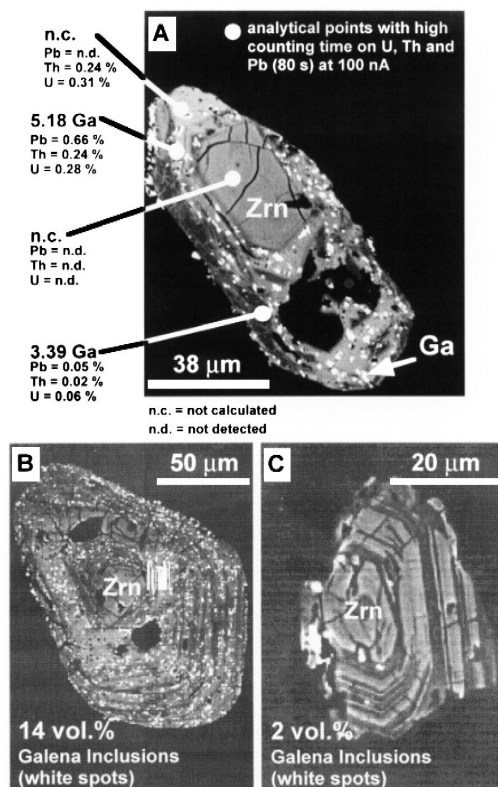 n.c.
Pb = n.d.
Th = 0.24 %
U = 0.31 %
5.18 Ga
Pb = 0.66 %
Th = 0.24 %
U = 0.28 %
n.c.
Pb = n.d.
Th = n.d.
U = n.d.
3.39 Ga
Pb = 0.05 %
Th = 0.02 %
U = 0.06 %
A
analytical points with high
counting time on U, Th and
Pb (80 s) at 100 nA
Zrn
Ga
38 µm
n.c. = not calculated
n.d. = not detected
B
50 µm
Zrn
14 vol.%
Galena Inclusions
(white spots)
C
20 µm
Zrn
2 vol.%
Galena Inclusions
(white spots)